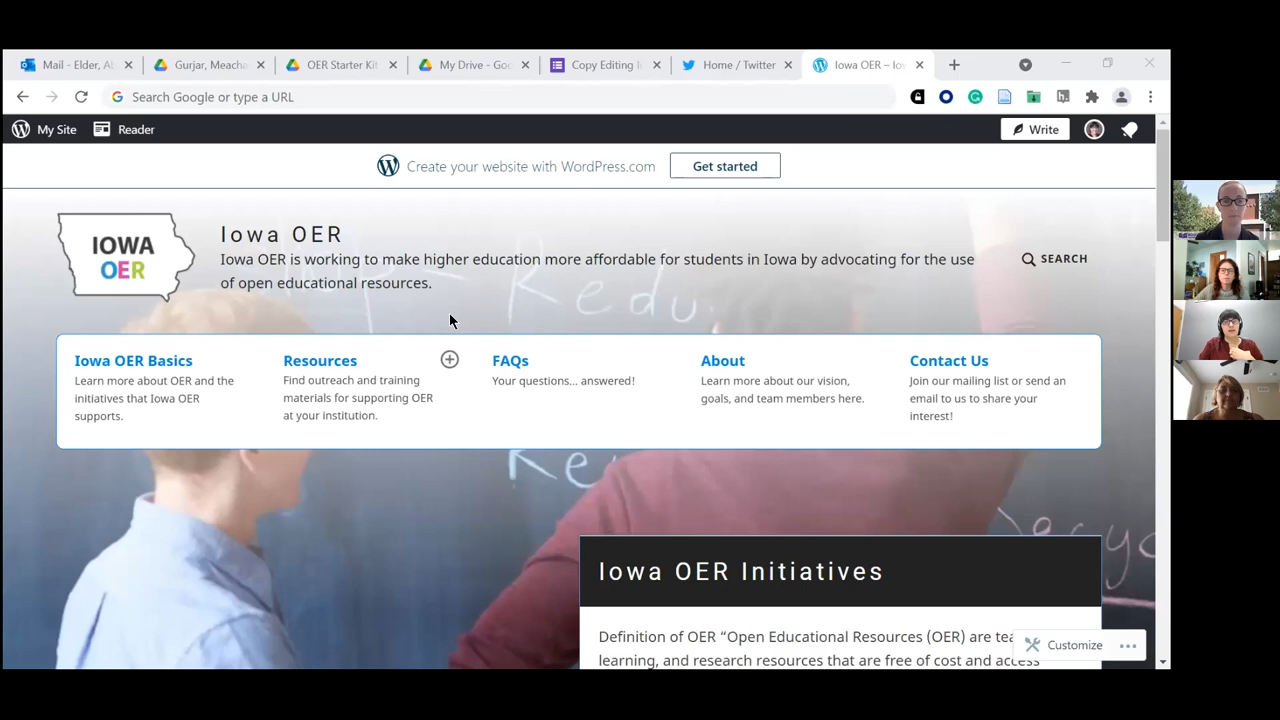 Mail - Elder, Ab
Gurjar, Meacha
OER Starter Kit
My Drive - Goo
Copy Editing I
Home / Twitter
Iowa OER – Iow
Search Google or type a URL
My Site
Reader
Write
Create your website with WordPress.com
Get started
IOWA
OER
Iowa OER
Iowa OER is working to make higher education more affordable for students in Iowa by advocating for the use
of open educational resources.
SEARCH
Iowa OER Basics
Learn more about OER and the
initiatives that Iowa OER
supports.
Resources
Find outreach and training
materials for supporting OER
at your institution.
FAQs
Your questions... answered!
About
Learn more about our vision,
goals, and team members here.
Contact Us
Join our mailing list or send an
email to us to share your
interest!
Redu
Re
Recyc
Iowa OER Initiatives
Definition of OER “Open Educational Resources (OER) are tea
learning, and research resources that are free of cost and access
Customize